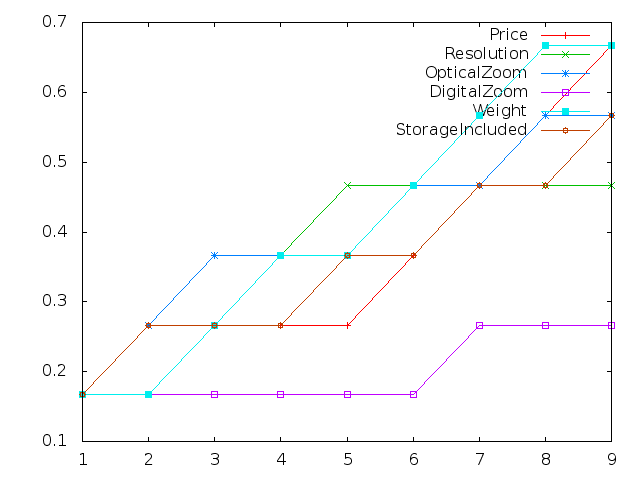 0.7
0.6
0.5
0.4
0.3
0.2
0.1
Price
Resolution
OpticalZoom
DigitalZoom
Weight
StorageIncluded
1 2 3 4 5 6 7 8 9